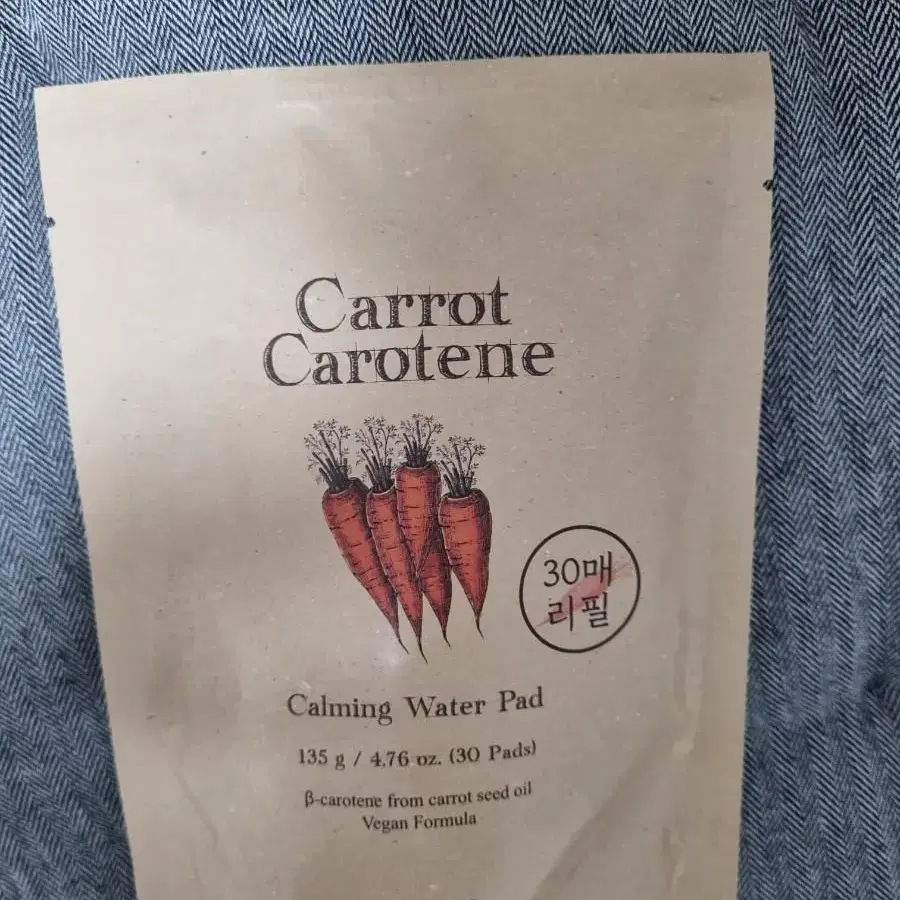 Carrot
Carotene
30매
리필
Calming Water Pad
135 g / 4.76 oz. (30 Pads)
β-carotene from carrot seed oil
Vegan Formula